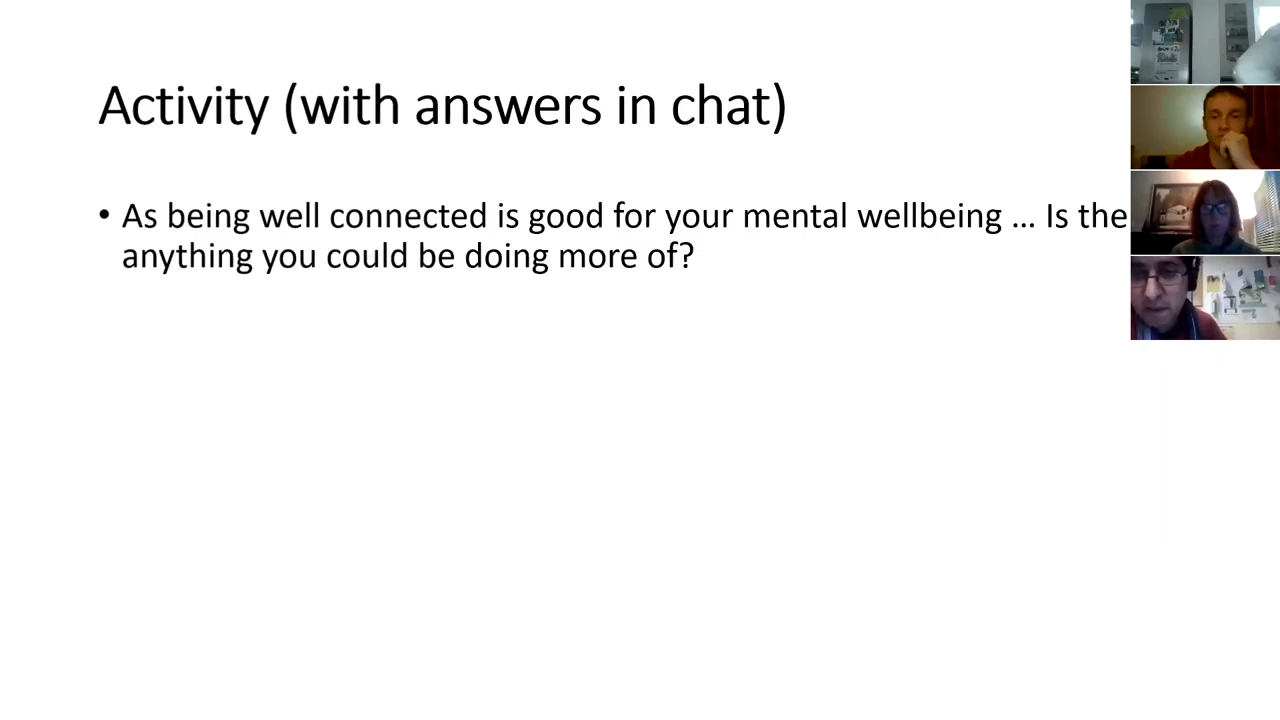 Activity (with answers in chat)
• As being well connected is good for your mental wellbeing … Is the
anything you could be doing more of?